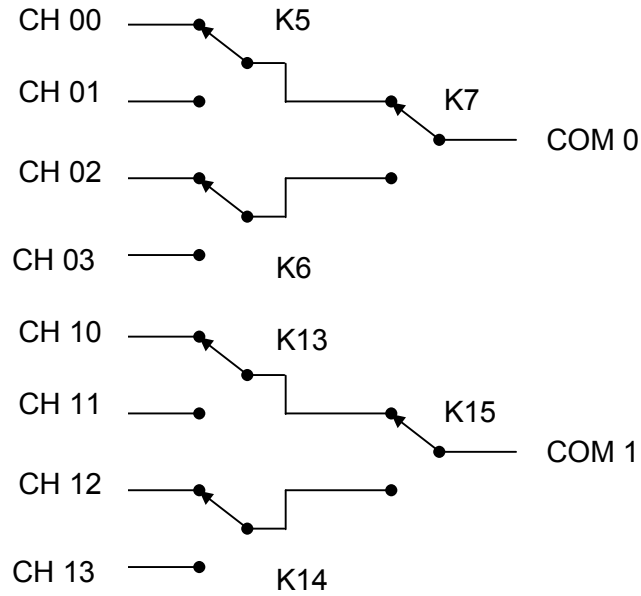 CH 00
K5
CH 01
K7
COM 0
CH 02
CH 03
K6
CH 10
K13
CH 11
K15
COM 1
CH 12
CH 13
K14